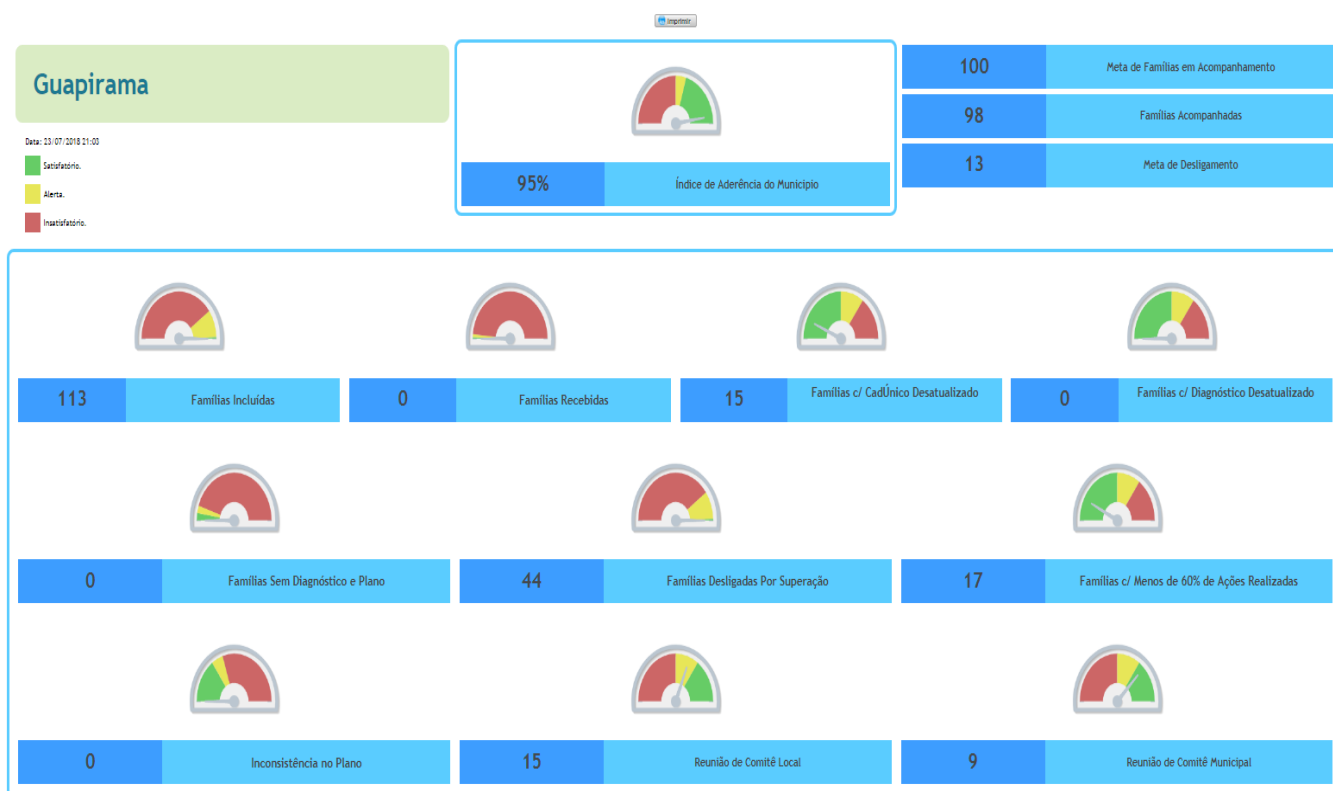 Imprimir
Guapirama
Data: 23/07/2018 21:03
Satisfatório.
Alerta.
Insatisfatório.
95% Índice de Aderência do Município
100 Meta de Famílias em Acompanhamento
98 Famílias Acompanhadas
13 Meta de Desligamento
113 Famílias Incluídas
0 Famílias Recebidas
15 Famílias c/ CadÚnico Desatualizado
0 Famílias c/ Diagnóstico Desatualizado
0 Famílias Sem Diagnóstico e Plano
44 Famílias Desligadas Por Superação
17 Famílias c/ Menos de 60% de Ações Realizadas
0 Inconsistência no Plano
15 Reunião de Comitê Local
9 Reunião de Comitê Municipal